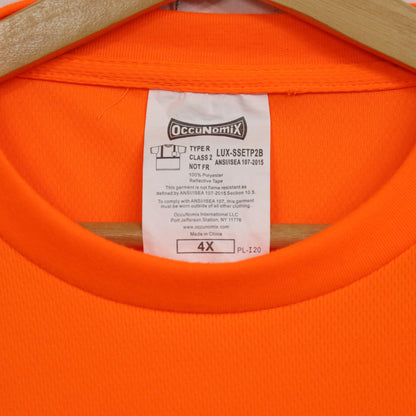 OccuNomiX
TYPE R LUX-SSETP2B
CLASS 2 ANSI/ISEA 107-2015
NOT FR
100% Polyester
Reflective Tape
This garment is not flame resistant as
defined by ANSI/ISEA 107-2015 Section 10.5.
To comply with ANSI/ISEA 107, this garment
must be worn outside of all other clothing
OccuNomix International LLC
Port Jefferson Station, NY 11776
www.occunomix.com
Made in China
4X
PL-I20